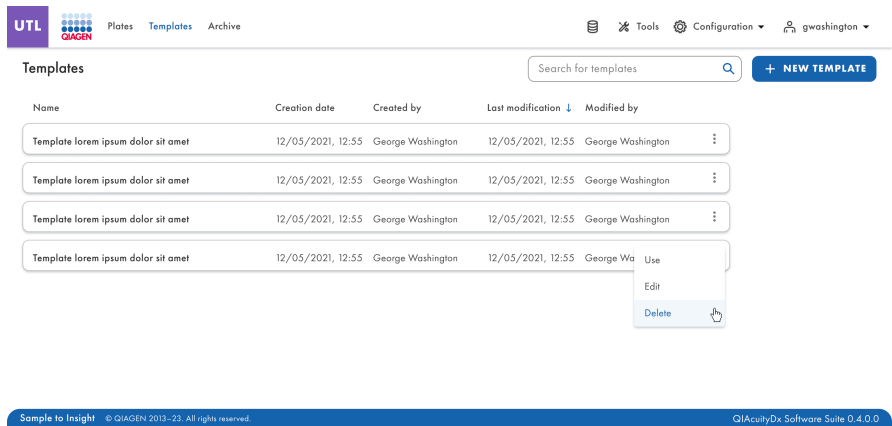 UTL QIAGEN Plates Templates Archive Tools Configuration gwashington
Templates Search for templates + NEW TEMPLATE
Name Creation date Created by Last modification ↓ Modified by
Template lorem ipsum dolor sit amet 12/05/2021, 12:55 George Washington 12/05/2021, 12:55 George Washington
Template lorem ipsum dolor sit amet 12/05/2021, 12:55 George Washington 12/05/2021, 12:55 George Washington
Template lorem ipsum dolor sit amet 12/05/2021, 12:55 George Washington 12/05/2021, 12:55 George Washington
Template lorem ipsum dolor sit amet 12/05/2021, 12:55 George Washington 12/05/2021, 12:55 George Wa
Use
Edit
Delete
Sample to Insight © QIAGEN 2013–23. All rights reserved. QIAcuityDx Software Suite 0.4.0.0